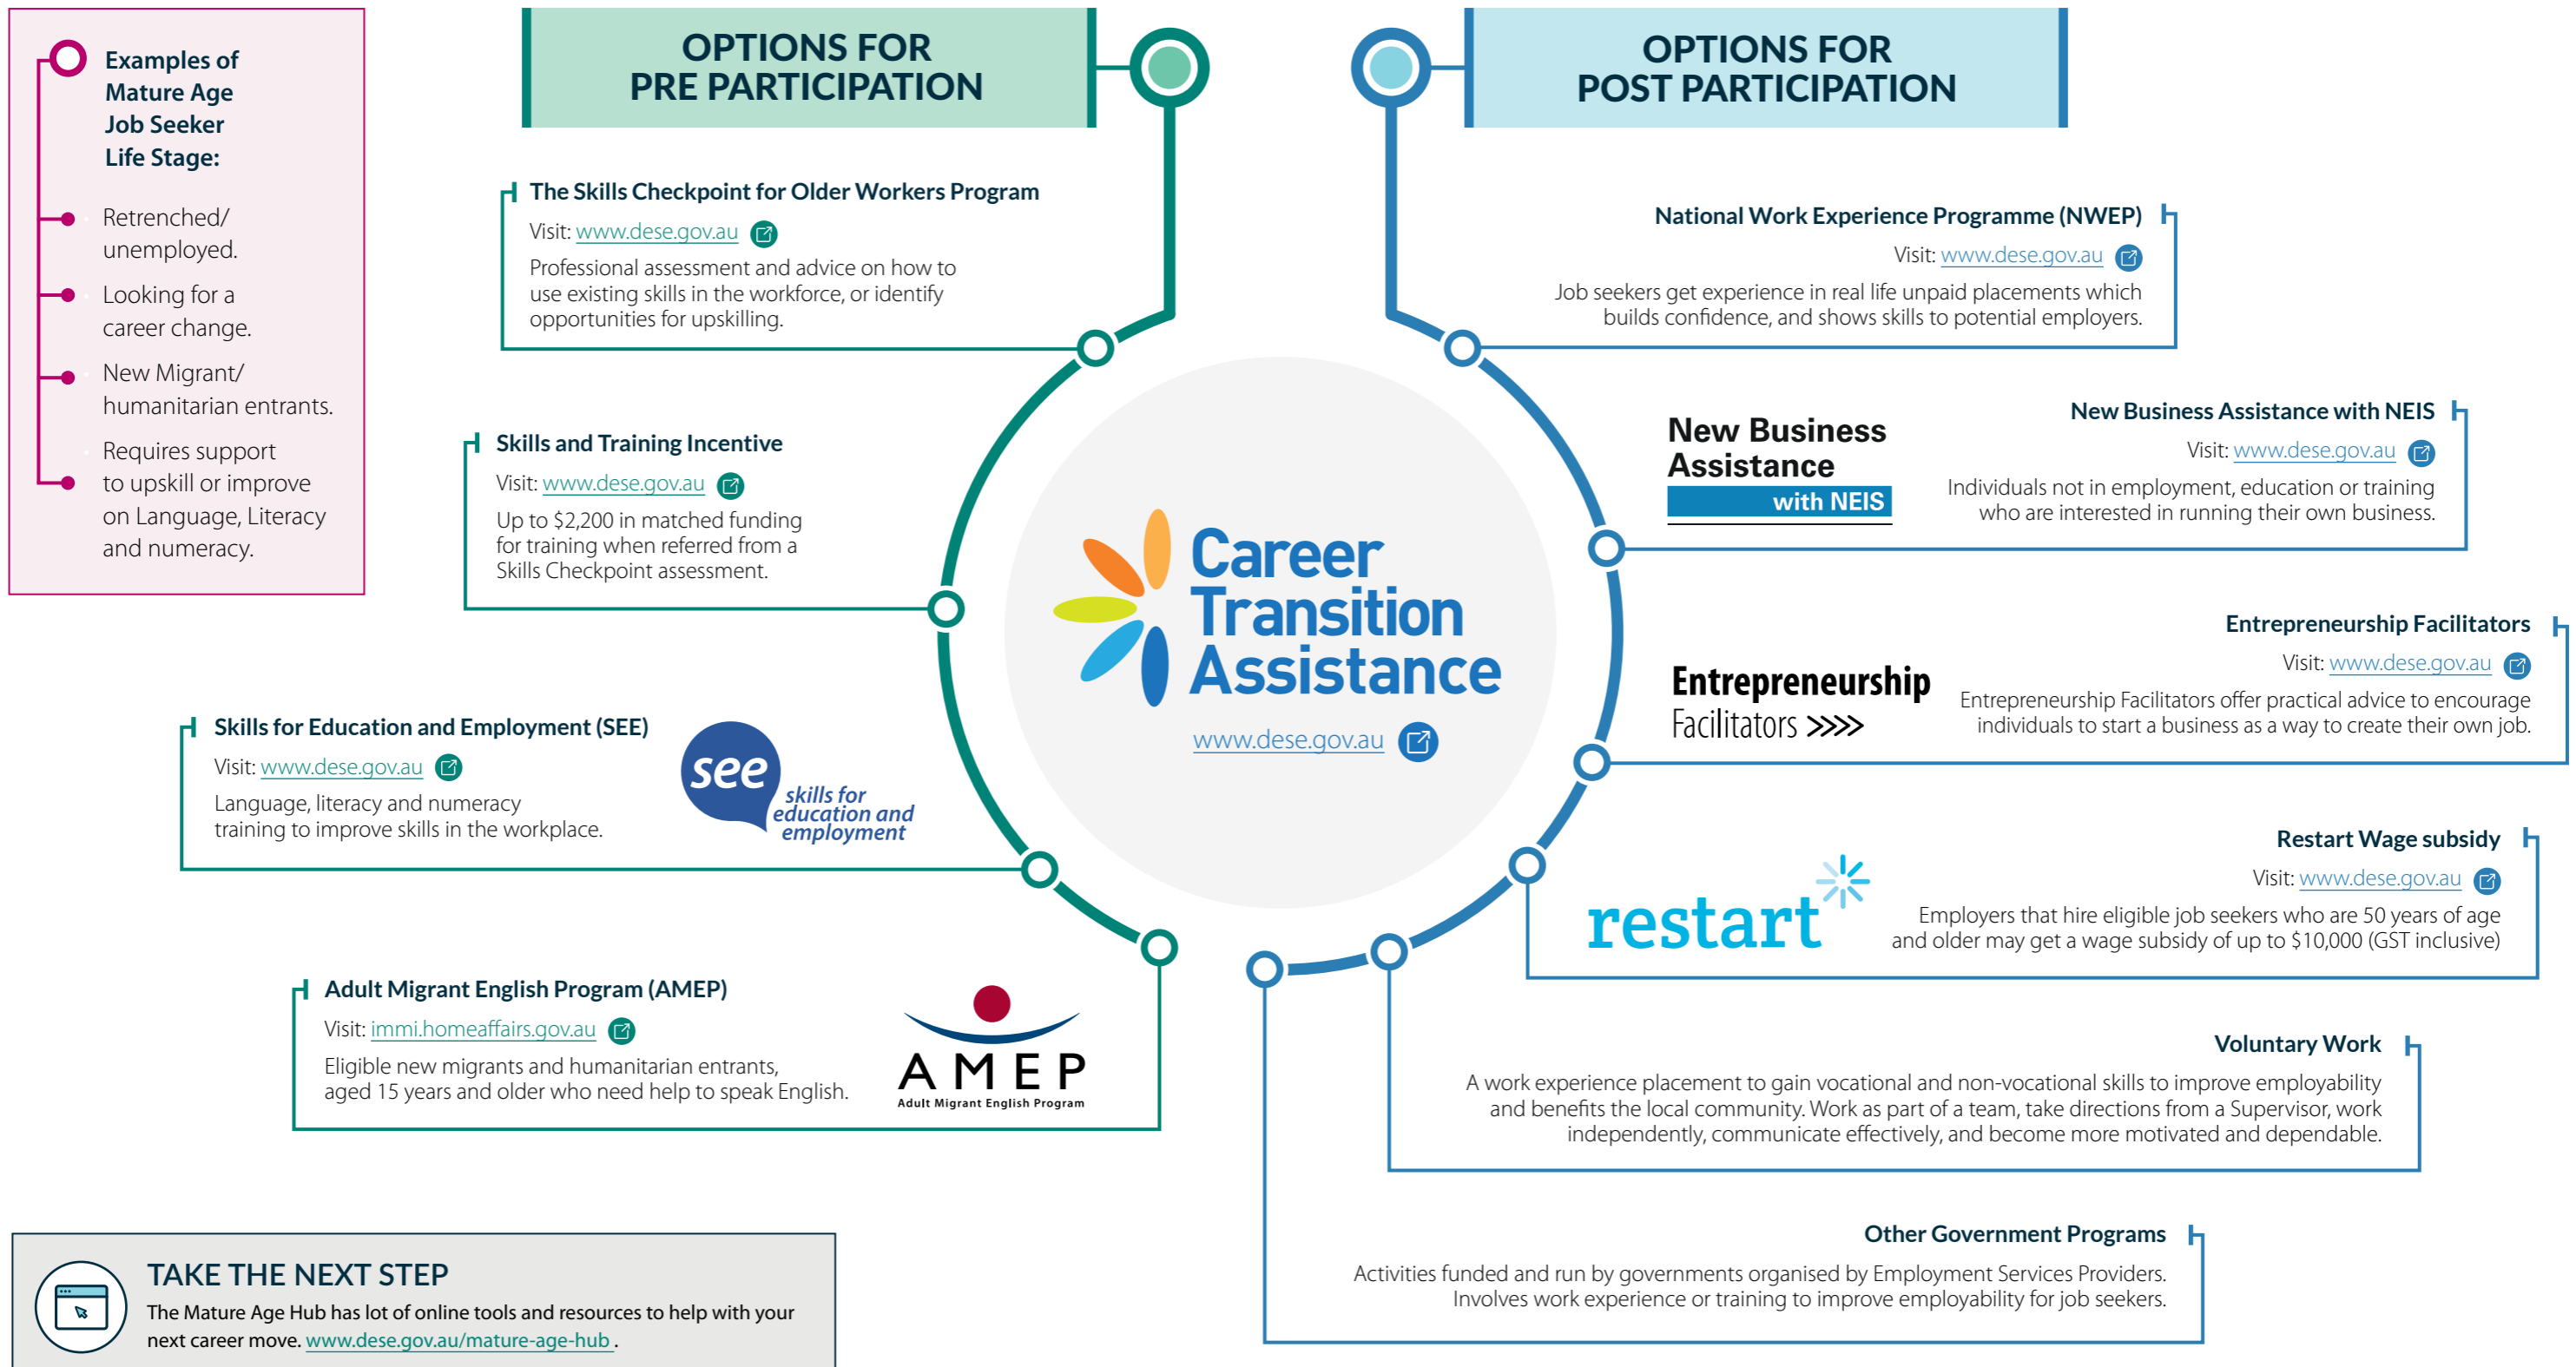 Examples of
Mature Age
Job Seeker
Life Stage:
Retrenched/
unemployed.
Looking for a
career change.
New Migrant/
humanitarian entrants.
Requires support
to upskill or improve
on Language, Literacy
and numeracy.
OPTIONS FOR
PRE PARTICIPATION
The Skills Checkpoint for Older Workers Program
Visit: www.dese.gov.au
Professional assessment and advice on how to
use existing skills in the workforce, or identify
opportunities for upskilling.
Skills and Training Incentive
Visit: www.dese.gov.au
Up to $2,200 in matched funding
for training when referred from a
Skills Checkpoint assessment.
Skills for Education and Employment (SEE)
Visit: www.dese.gov.au
Language, literacy and numeracy
training to improve skills in the workplace.
see
skills for
education and
employment
Adult Migrant English Program (AMEP)
Visit: immi.homeaffairs.gov.au
Eligible new migrants and humanitarian entrants,
aged 15 years and older who need help to speak English.
AMEP
Adult Migrant English Program
Career
Transition
Assistance
www.dese.gov.au
OPTIONS FOR
POST PARTICIPATION
National Work Experience Programme (NWEP)
Visit: www.dese.gov.au
Job seekers get experience in real life unpaid placements which
builds confidence, and shows skills to potential employers.
New Business
Assistance
with NEIS
New Business Assistance with NEIS
Visit: www.dese.gov.au
Individuals not in employment, education or training
who are interested in running their own business.
Entrepreneurship
Facilitators >>>>
Entrepreneurship Facilitators
Visit: www.dese.gov.au
Entrepreneurship Facilitators offer practical advice to encourage
individuals to start a business as a way to create their own job.
restart
Restart Wage subsidy
Visit: www.dese.gov.au
Employers that hire eligible job seekers who are 50 years of age
and older may get a wage subsidy of up to $10,000 (GST inclusive)
Voluntary Work
A work experience placement to gain vocational and non-vocational skills to improve employability
and benefits the local community. Work as part of a team, take directions from a Supervisor, work
independently, communicate effectively, and become more motivated and dependable.
Other Government Programs
Activities funded and run by governments organised by Employment Services Providers.
Involves work experience or training to improve employability for job seekers.
TAKE THE NEXT STEP
The Mature Age Hub has lot of online tools and resources to help with your
next career move. www.dese.gov.au/mature-age-hub .